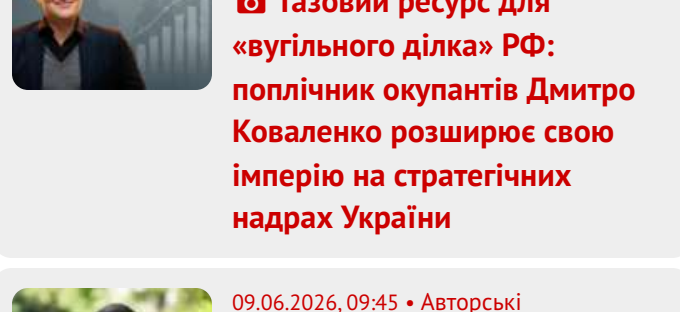 Газовий ресурс для
«вугільного ділка» РФ:
поплічник окупантів Дмитро
Коваленко розширює свою
імперію на стратегічних
надрах України
09.06.2026, 09:45 • Авторські